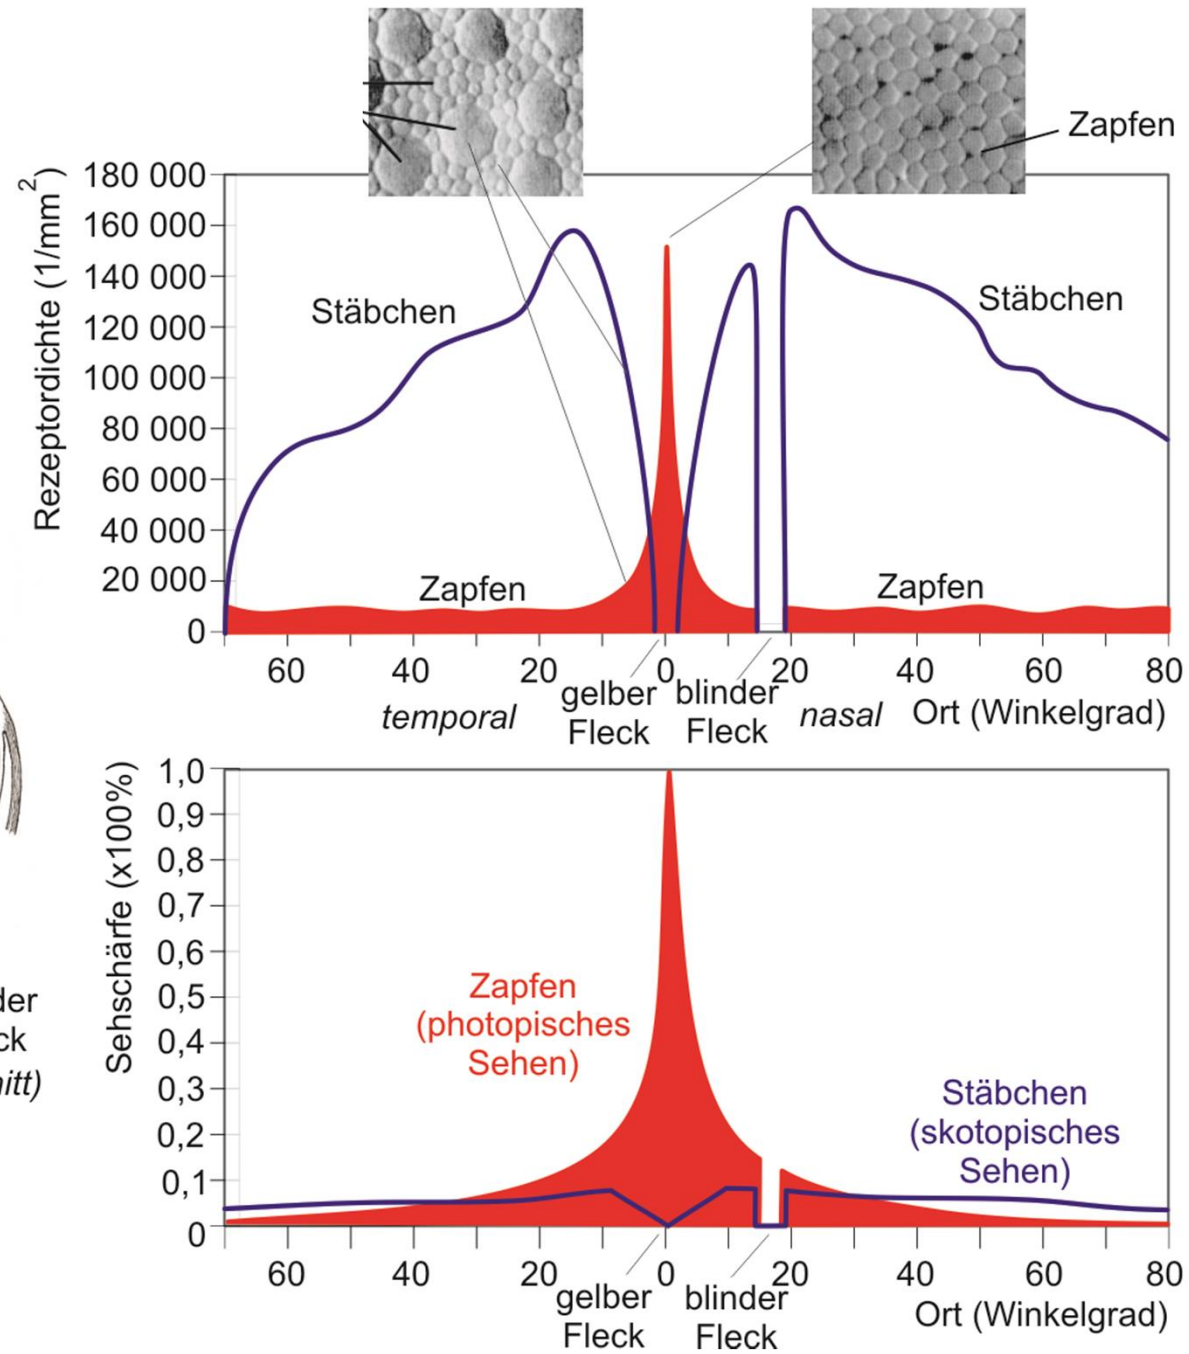 Zapfen
Rezeptordichte (1/mm²)
180 000
160 000
140 000
120 000
100 000
80 000
60 000
40 000
20 000
0
Stäbchen
Stäbchen
Zapfen
Zapfen
60 40 20 0 20 40 60 80
temporal
gelber
Fleck
blinder
Fleck
nasal
Ort (Winkelgrad)
Sehschärfe (x100%)
1,0
0,9
0,8
0,7
0,6
0,5
0,4
0,3
0,2
0,1
0
Zapfen
(photopisches
Sehen)
Stäbchen
(skotopisches
Sehen)
60 40 20 0 20 40 60 80
gelber
Fleck
blinder
Fleck
Ort (Winkelgrad)
der
ck
nitt)